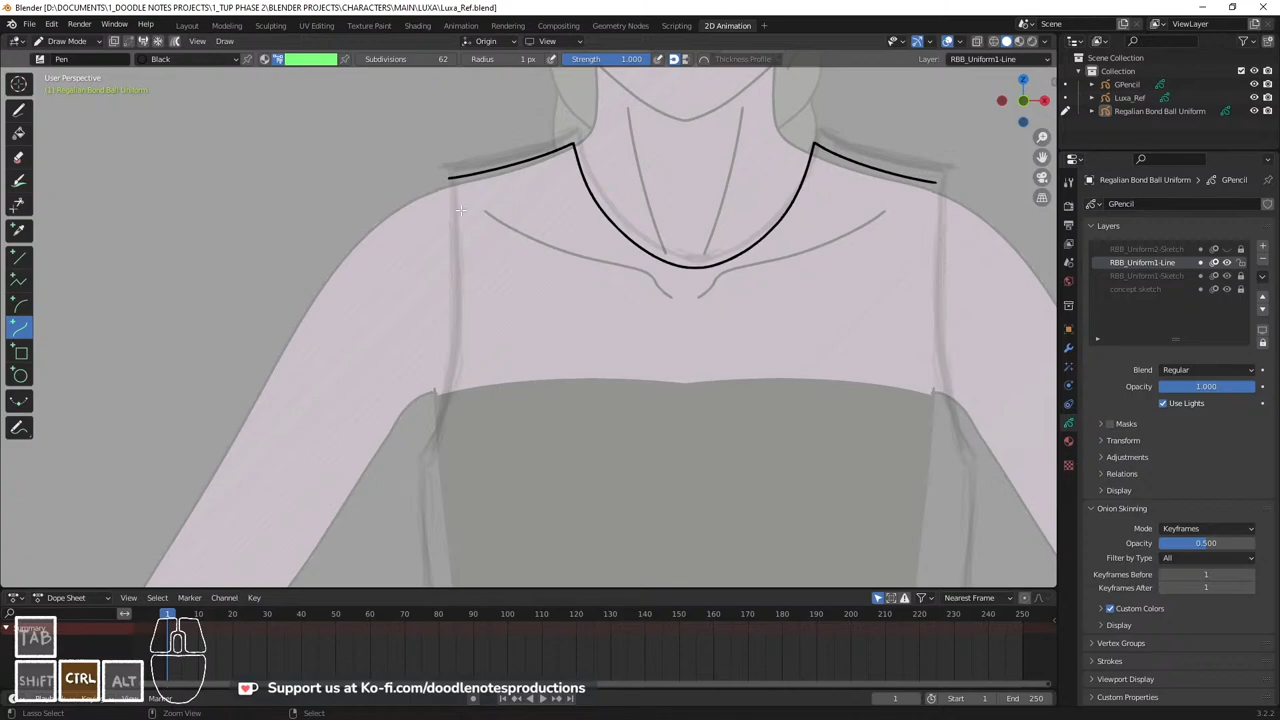 Blender [D:\DOCUMENTS\1_DOODLE NOTES PROJECTS\1_TUP PHASE 2\BLENDER PROJECTS\CHARACTERS\MAIN\LUXA\Luxa_Ref.blend]
File Edit Render Window Help Layout Modeling Sculpting UV Editing Texture Paint Shading Animation Rendering Compositing Geometry Nodes Scripting 2D Animation Scene ViewLayer
Draw Mode View Draw Origin View
Pen Black Subdivisions 62 Radius 1 px Strength 1.000 Thickness Profile Layer: RBB_Uniform1-Line
User Perspective
(1) Regalian Bond Ball Uniform
Z
X
Scene Collection
Collection
GPencil
Luxa_Ref
Regalian Bond Ball Uniform
Regalian Bond Ball Uniform GPencil
GPencil
Layers
RBB_Uniform2-Sketch
RBB_Uniform1-Line
RBB_Uniform1-Sketch
concept sketch
Blend Regular
Opacity 1.000
Use Lights
Masks
Transform
Adjustments
Relations
Display
Onion Skinning
Mode Keyframes
Opacity 0.500
Filter by Type All
Keyframes Before 1
Keyframes After 1
Custom Colors
Display
Vertex Groups
Strokes
Viewport Display
Custom Properties
Dope Sheet View Select Marker Channel Key Nearest Frame
1 10 20 30 40 50 60 70 80 90 100 110 120 130 140 150 160 170 180 190 200 210 220 230 240 250
Summary
TAB
SHIFT CTRL ALT
Support us at Ko-fi.com/doodlenotesproductions
Marker
1 Start 1 End 250
Lasso Select Zoom View Select 3.2.2